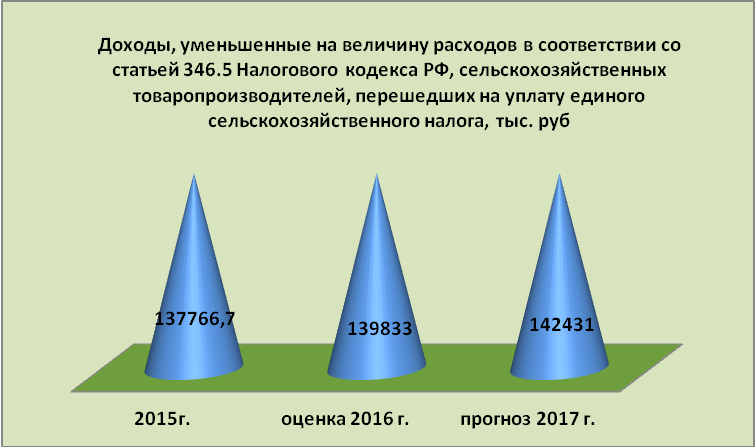 Доходы, уменьшенные на величину расходов в соответствии со
статьей 346.5 Налогового кодекса РФ, сельскохозяйственных
товаропроизводителей, перешедших на уплату единого
сельскохозяйственного налога, тыс. руб
137766,7
139833
142431
2015г.
оценка 2016 г.
прогноз 2017 г.